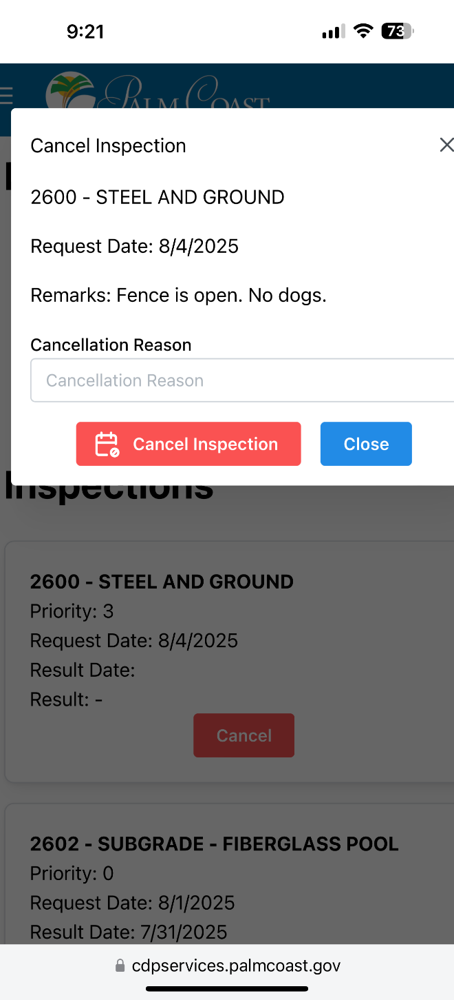 9:21
73
PALM COAST
Cancel Inspection
2600 - STEEL AND GROUND
Request Date: 8/4/2025
Remarks: Fence is open. No dogs.
Cancellation Reason
Cancellation Reason
Cancel Inspection
Close
Inspections
2600 - STEEL AND GROUND
Priority: 3
Request Date: 8/4/2025
Result Date:
Result: -
Cancel
2602 - SUBGRADE - FIBERGLASS POOL
Priority: 0
Request Date: 8/1/2025
Result Date: 7/31/2025
cdpservices.palmcoast.gov